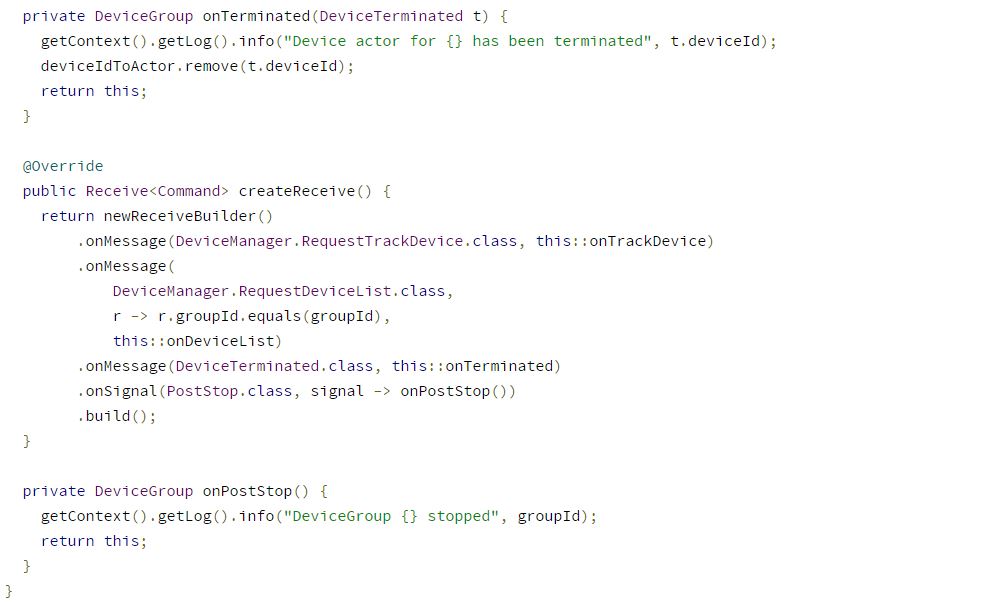 private DeviceGroup onTerminated(DeviceTerminated t) {
getContext().getLog().info("Device actor for {} has been terminated", t.deviceId);
deviceIdToActor.remove(t.deviceId);
return this;
}
@Override
public Receive<Command> createReceive() {
return newReceiveBuilder()
.onMessage(DeviceManager.RequestTrackDevice.class, this::onTrackDevice)
.onMessage(
DeviceManager.RequestDeviceList.class,
r -> r.groupId.equals(groupId),
this::onDeviceList)
.onMessage(DeviceTerminated.class, this::onTerminated)
.onSignal(PostStop.class, signal -> onPostStop())
.build();
}
private DeviceGroup onPostStop() {
getContext().getLog().info("DeviceGroup {} stopped", groupId);
return this;
}
}